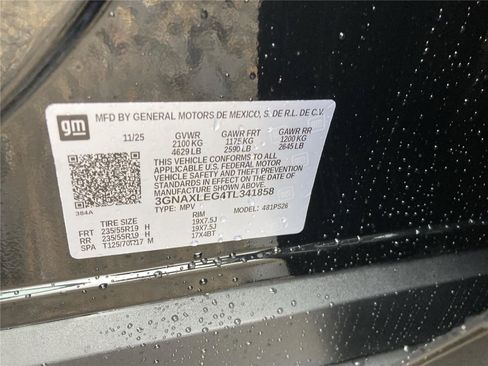 gm
MFD BY GENERAL MOTORS DE MEXICO, S. DE R.L. DE C.V.
11/25 GVWR GAWR FRT GAWR RR
2100 KG 1175 KG 1200 KG
4629 LB 2590 LB 2645 LB
THIS VEHICLE CONFORMS TO ALL
APPLICABLE U.S. FEDERAL MOTOR
VEHICLE SAFETY, BUMPER, AND THEFT
PREVENTION STANDARDS IN EFFECT ON
THE DATE OF MANUFACTURE SHOWN ABOVE.
3GNAXLEG4TL341858
TYPE: MPV MODEL: 481PS26
384A
TIRE SIZE RIM
FRT 235/55R19 H 19X7.5J
RR 235/55R19 H 19X7.5J
SPA T125/70R17 M 17X4BT